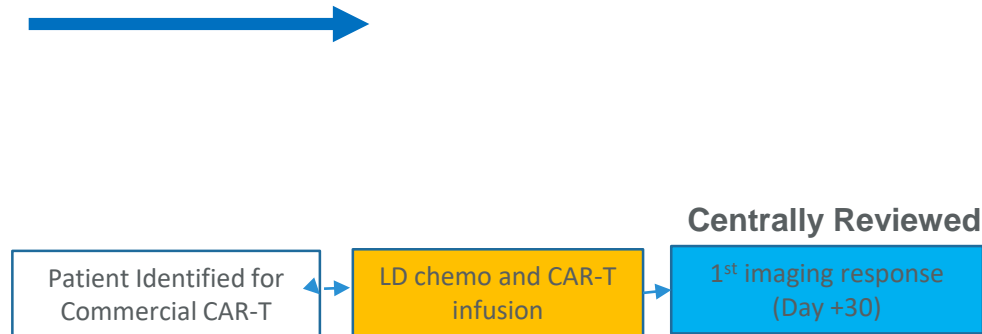 Centrally Reviewed
Patient Identified for
Commercial CAR-T
LD chemo and CAR-T
infusion
1st imaging response
(Day +30)